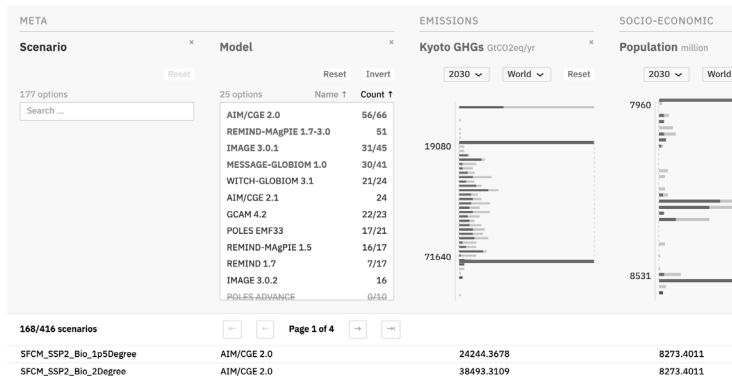 META
EMISSIONS
SOCIO-ECONOMIC
Scenario ×
Model ×
Kyoto GHGs GtCO2eq/yr ×
Population million
Reset
Reset Invert
2030 World Reset
2030 World
177 options
25 options Name ↑ Count ↑
Search ...
AIM/CGE 2.0 56/66
REMIND-MAgPIE 1.7-3.0 51
IMAGE 3.0.1 31/45
MESSAGE-GLOBIOM 1.0 30/41
WITCH-GLOBIOM 3.1 21/24
AIM/CGE 2.1 24
GCAM 4.2 22/23
POLES EMF33 17/21
REMIND-MAgPIE 1.5 16/17
REMIND 1.7 7/17
IMAGE 3.0.2 16
POLES ADVANCE 0/10
19080
71640
7960
8531
168/416 scenarios
⇤ ← Page 1 of 4 → ⇥
SFCM_SSP2_Bio_1p5Degree AIM/CGE 2.0 24244.3678 8273.4011
SFCM_SSP2_Bio_2Degree AIM/CGE 2.0 38493.3109 8273.4011